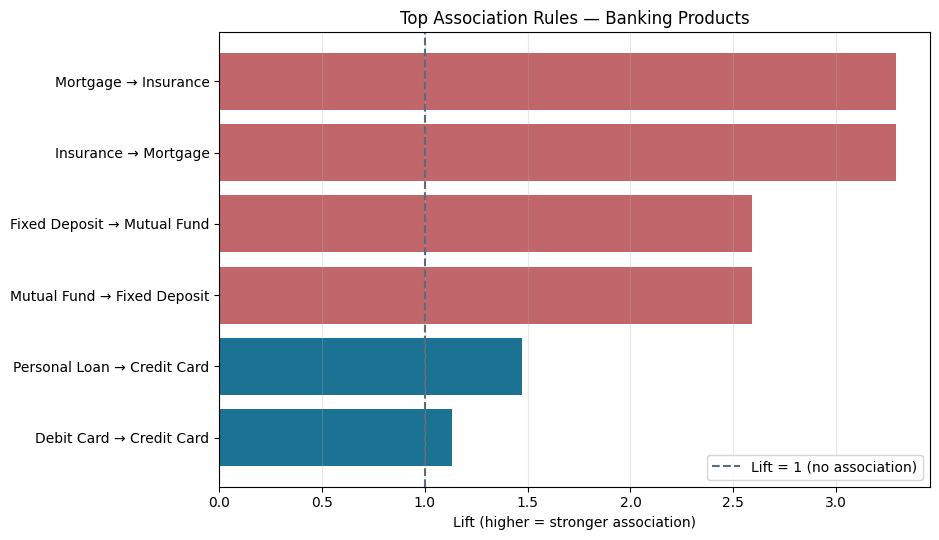 Top Association Rules — Banking Products
Mortgage → Insurance
Insurance → Mortgage
Fixed Deposit → Mutual Fund
Mutual Fund → Fixed Deposit
Personal Loan → Credit Card
Debit Card → Credit Card
Lift = 1 (no association)
0.0 0.5 1.0 1.5 2.0 2.5 3.0
Lift (higher = stronger association)